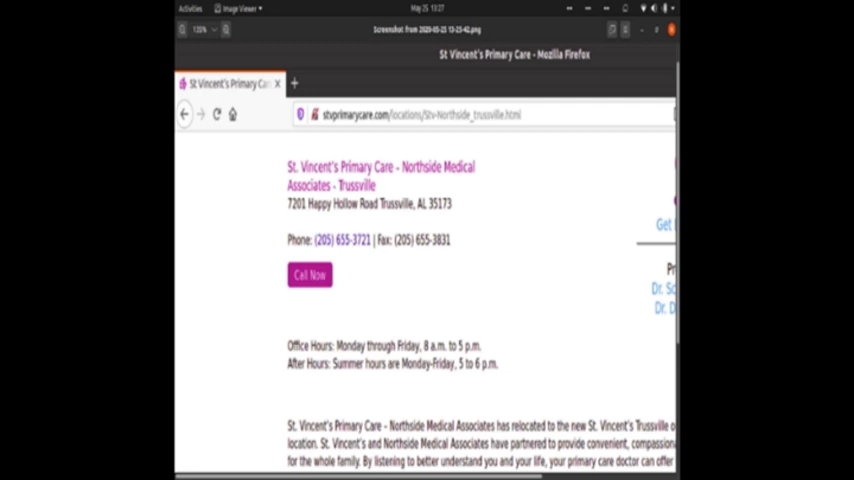 Activities Image Viewer ▾ May 25 13:27
133% Screenshot from 2020-05-25 13-25-42.png
St Vincent's Primary Care - Mozilla Firefox
St Vincent's Primary Ca X +
stvprimarycare.com/locations/Stv-Northside_trussville.html
St. Vincent's Primary Care - Northside Medical
Associates - Trussville
7201 Happy Hollow Road Trussville, AL 35173
Get
Phone: (205) 655-3721 | Fax: (205) 655-3831
Call Now
Pr
Dr. Sc
Dr. D
Office Hours: Monday through Friday, 8 a.m. to 5 p.m.
After Hours: Summer hours are Monday-Friday, 5 to 6 p.m.
St. Vincent's Primary Care - Northside Medical Associates has relocated to the new St. Vincent's Trussville o
location. St. Vincent's and Northside Medical Associates have partnered to provide convenient, compassion
for the whole family. By listening to better understand you and your life, your primary care doctor can offer